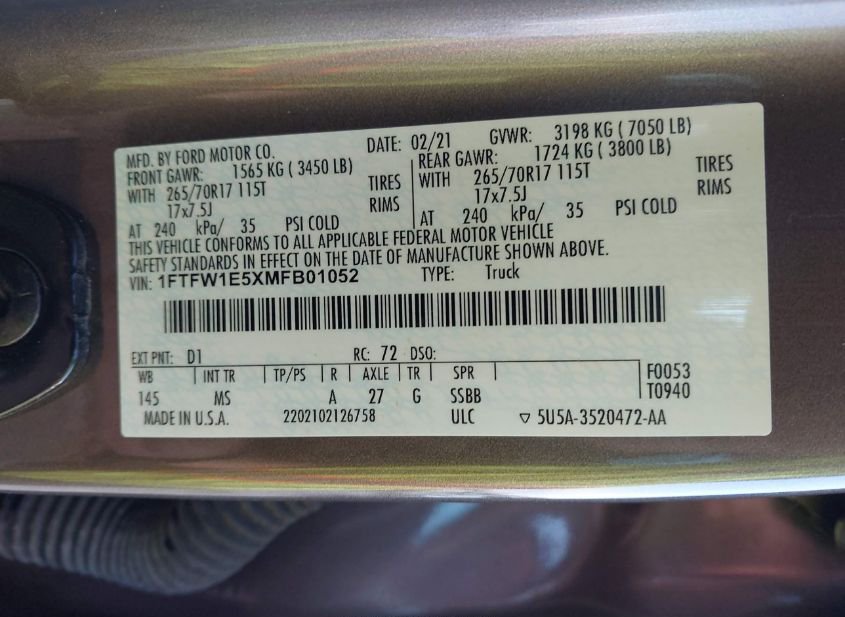 MFD. BY FORD MOTOR CO. DATE: 02/21 GVWR: 3198 KG ( 7050 LB)
FRONT GAWR: 1565 KG ( 3450 LB) REAR GAWR: 1724 KG ( 3800 LB)
WITH 265/70R17 115T TIRES WITH 265/70R17 115T TIRES
17x7.5J RIMS 17x7.5J RIMS
AT 240 kPa/ 35 PSI COLD AT 240 kPa/ 35 PSI COLD
THIS VEHICLE CONFORMS TO ALL APPLICABLE FEDERAL MOTOR VEHICLE
SAFETY STANDARDS IN EFFECT ON THE DATE OF MANUFACTURE SHOWN ABOVE.
VIN: 1FTFW1E5XMFB01052 TYPE: Truck
EXT PNT: D1 RC: 72 DSO:
WB INT TR TP/PS R AXLE TR SPR F0053
145 MS A 27 G SSBB T0940
MADE IN U.S.A. 2202102126758 ULC ▽ 5U5A-3520472-AA